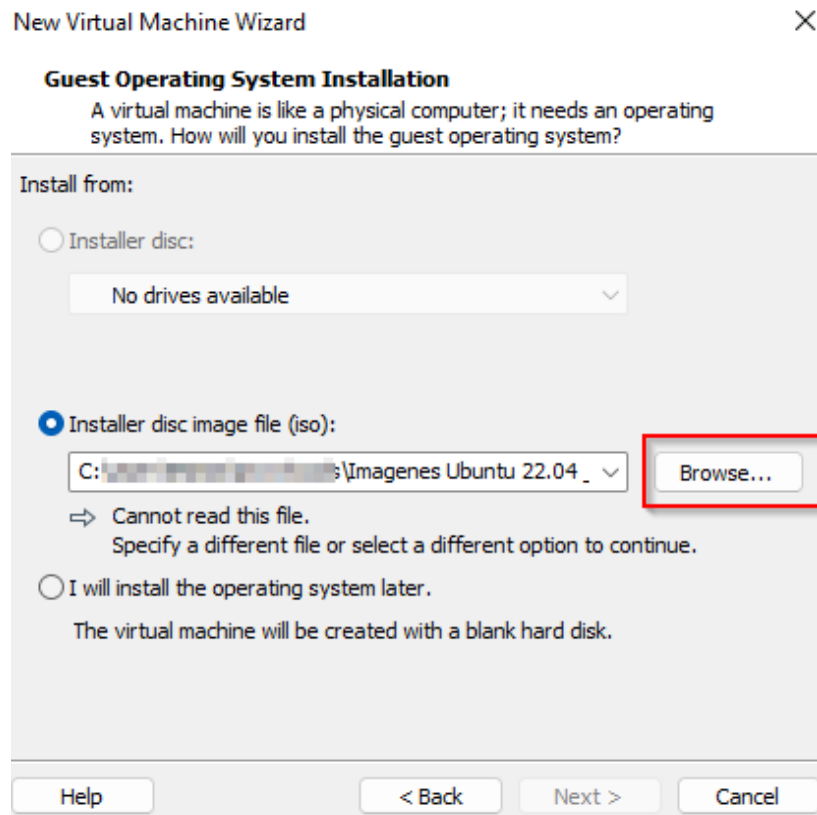 New Virtual Machine Wizard
Guest Operating System Installation
A virtual machine is like a physical computer; it needs an operating
system. How will you install the guest operating system?
Install from:
Installer disc:
No drives available
Installer disc image file (iso):
C: s\Imagenes Ubuntu 22.04 _
Browse...
Cannot read this file.
Specify a different file or select a different option to continue.
I will install the operating system later.
The virtual machine will be created with a blank hard disk.
Help
< Back
Next >
Cancel